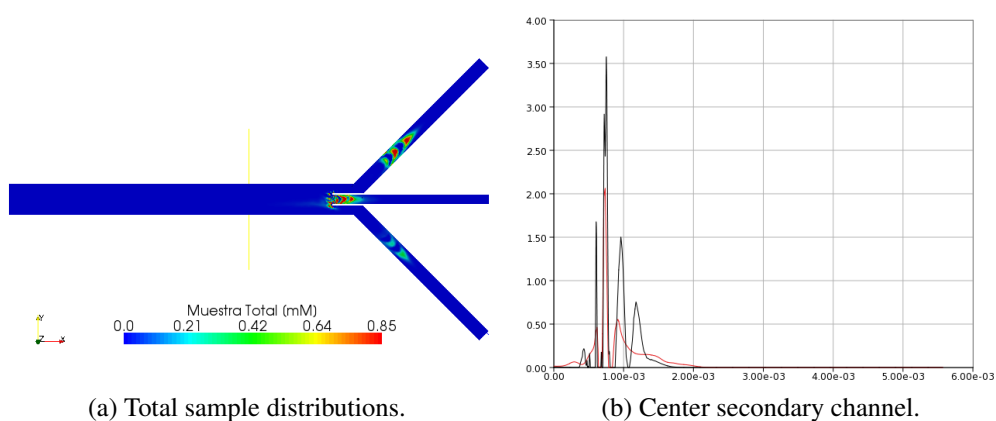 Muestra Total (mM)
0.0 0.21 0.42 0.64 0.85
Y
Z X
4.00
3.50
3.00
2.50
2.00
1.50
1.00
0.50
0.00
0.00 1.00e-03 2.00e-03 3.00e-03 4.00e-03 5.00e-03 6.00e-03
(a) Total sample distributions.
(b) Center secondary channel.